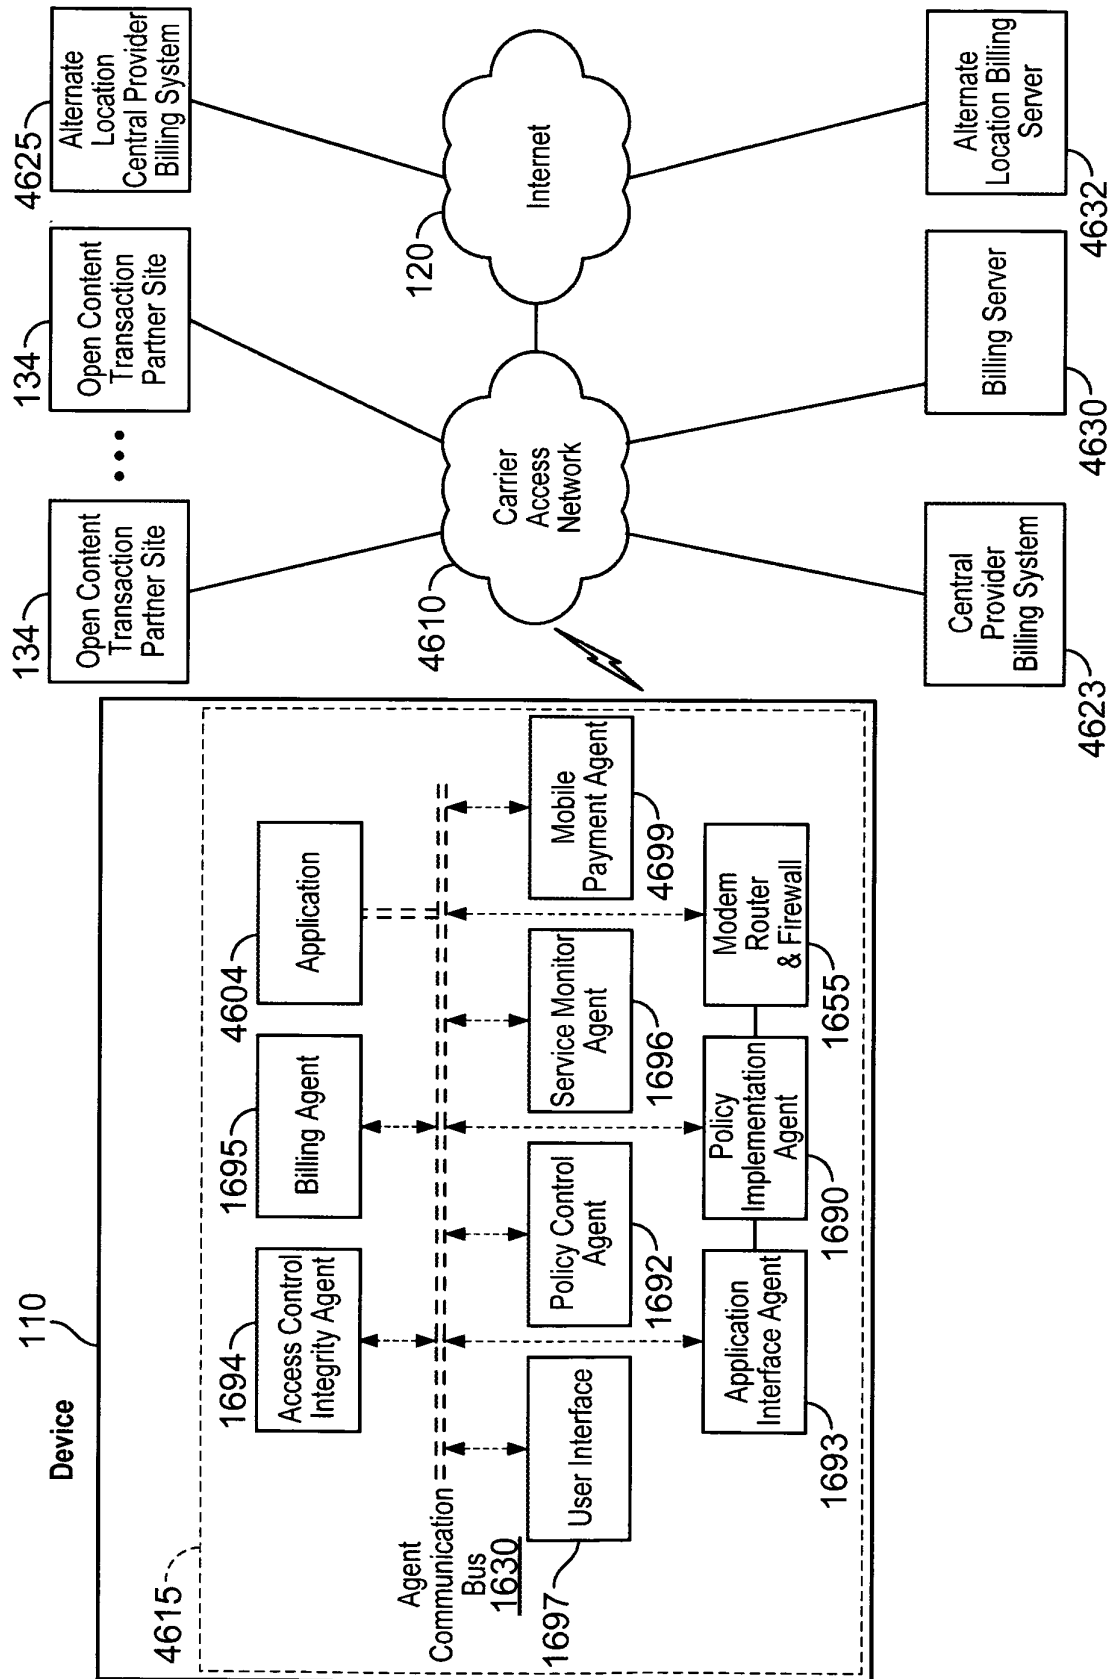 Device
110
4615
1694
Access Control
Integrity Agent
1695
Billing Agent
4604
Application
Agent
Communication
Bus
1630
User Interface
1697
Policy Control
Agent
1692
Service Monitor
Agent
1696
Mobile
Payment Agent
4699
Application
Interface Agent
1693
Policy
Implementation
Agent
1690
Modem
Router
& Firewall
1655
134
Open Content
Transaction
Partner Site
•••
134
Open Content
Transaction
Partner Site
4625
Alternate
Location
Central Provider
Billing System
4610
Carrier
Access
Network
120
Internet
Central
Provider
Billing System
4623
Billing Server
4630
Alternate
Location Billing
Server
4632